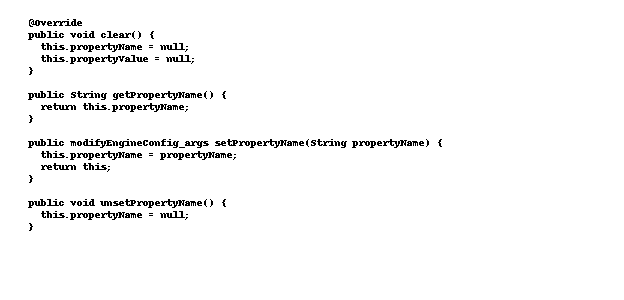 @Override
public void clear() {
  this.propertyName = null;
  this.propertyValue = null;
}

public String getPropertyName() {
  return this.propertyName;
}

public modifyEngineConfig_args setPropertyName(String propertyName) {
  this.propertyName = propertyName;
  return this;
}

public void unsetPropertyName() {
  this.propertyName = null;
}